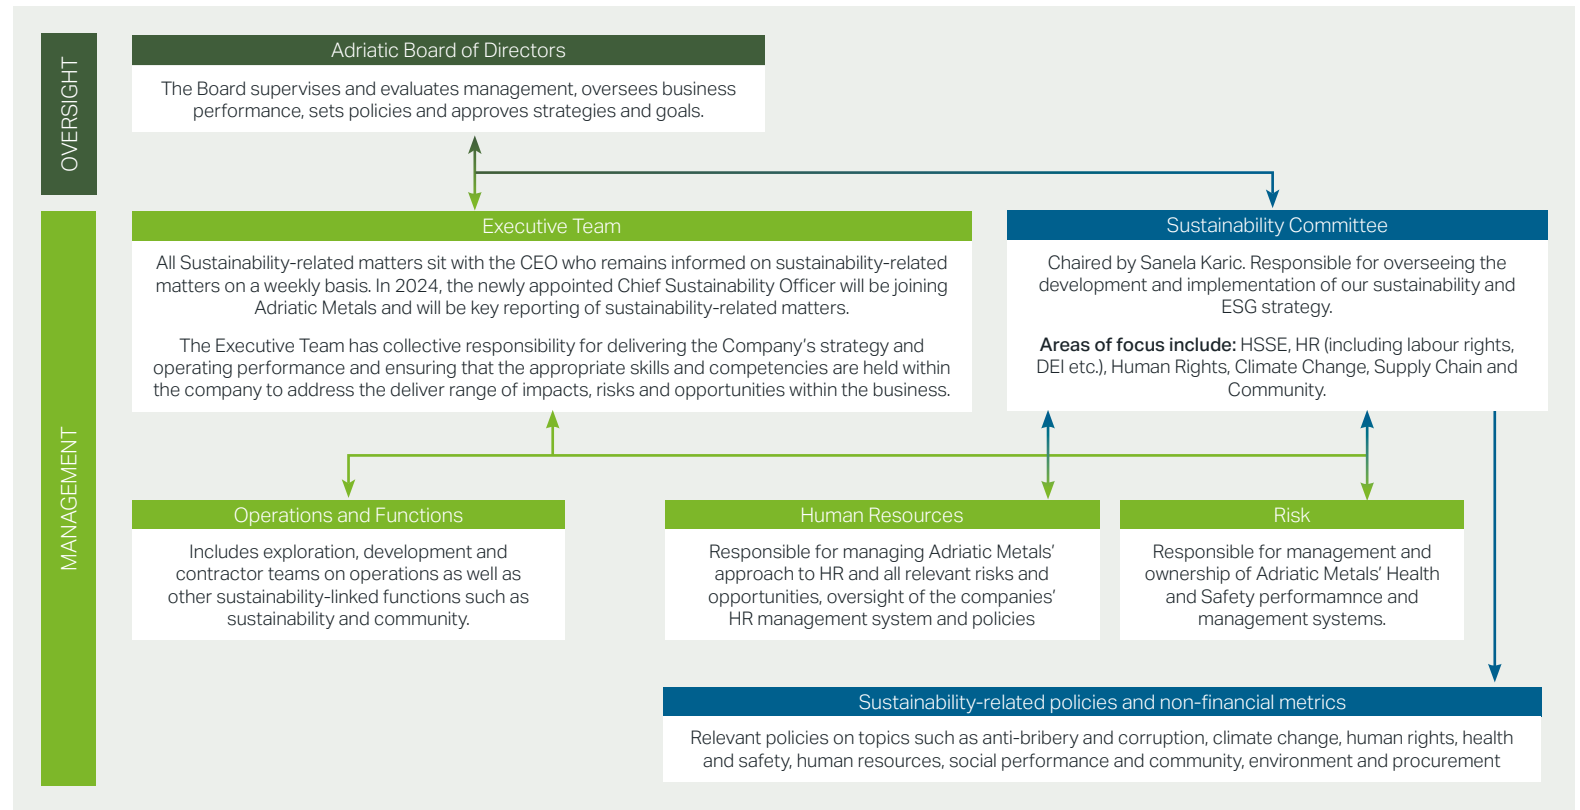 OVERSIGHT
Adriatic Board of Directors
The Board supervises and evaluates management, oversees business
performance, sets policies and approves strategies and goals.
MANAGEMENT
Executive Team
All Sustainability-related matters sit with the CEO who remains informed on sustainability-related
matters on a weekly basis. In 2024, the newly appointed Chief Sustainability Officer will be joining
Adriatic Metals and will be key reporting of sustainability-related matters.
The Executive Team has collective responsibility for delivering the Company's strategy and
operating performance and ensuring that the appropriate skills and competencies are held within
the company to address the deliver range of impacts, risks and opportunities within the business.
Sustainability Committee
Chaired by Sanela Karic. Responsible for overseeing the
development and implementation of our sustainability and
ESG strategy.
Areas of focus include: HSSE, HR (including labour rights,
DEI etc.), Human Rights, Climate Change, Supply Chain and
Community.
Operations and Functions
Includes exploration, development and
contractor teams on operations as well as
other sustainability-linked functions such as
sustainability and community.
Human Resources
Responsible for managing Adriatic Metals'
approach to HR and all relevant risks and
opportunities, oversight of the companies'
HR management system and policies
Risk
Responsible for management and
ownership of Adriatic Metals' Health
and Safety performamnce and
management systems.
Sustainability-related policies and non-financial metrics
Relevant policies on topics such as anti-bribery and corruption, climate change, human rights, health
and safety, human resources, social performance and community, environment and procurement